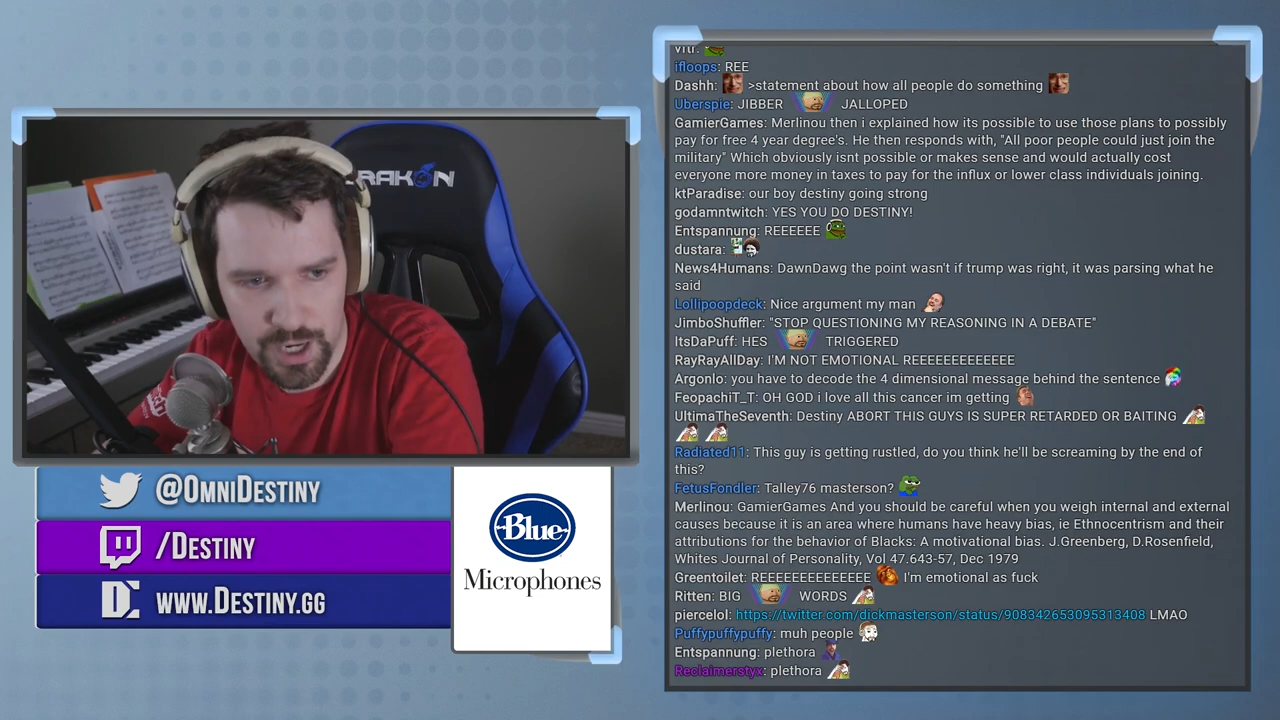 RAKON
@OmniDestiny
/Destiny
www.Destiny.gg
Blue
Microphones
ifloops: REE
Dashh: >statement about how all people do something
Uberspie: JIBBER JALLOPED
GamierGames: Merlinou then i explained how its possible to use those plans to possibly
pay for free 4 year degree's. He then responds with, "All poor people could just join the
military" Which obviously isnt possible or makes sense and would actually cost
everyone more money in taxes to pay for the influx or lower class individuals joining.
ktParadise: our boy destiny going strong
godamntwitch: YES YOU DO DESTINY!
Entspannung: REEEEEE
dustara:
News4Humans: DawnDawg the point wasn't if trump was right, it was parsing what he
said
Lollipoopdeck: Nice argument my man
JimboShuffler: "STOP QUESTIONING MY REASONING IN A DEBATE"
ItsDaPuff: HES TRIGGERED
RayRayAllDay: I'M NOT EMOTIONAL REEEEEEEEEEEEE
Argonlo: you have to decode the 4 dimensional message behind the sentence
FeopachiT_T: OH GOD i love all this cancer im getting
UltimaTheSeventh: Destiny ABORT THIS GUYS IS SUPER RETARDED OR BAITING
Radiated11: This guy is getting rustled, do you think he'll be screaming by the end of
this?
FetusFondler: Talley76 masterson?
Merlinou: GamierGames And you should be careful when you weigh internal and external
causes because it is an area where humans have heavy bias, ie Ethnocentrism and their
attributions for the behavior of Blacks: A motivational bias. J.Greenberg, D.Rosenfield,
Whites Journal of Personality, Vol 47.643-57, Dec 1979
Greentoilet: REEEEEEEEEEEEEE I'm emotional as fuck
Ritten: BIG WORDS
piercelol: https://twitter.com/dickmasterson/status/908342653095313408 LMAO
Puffypuffypuffy: muh people
Entspannung: plethora
Reclaimerstyx: plethora